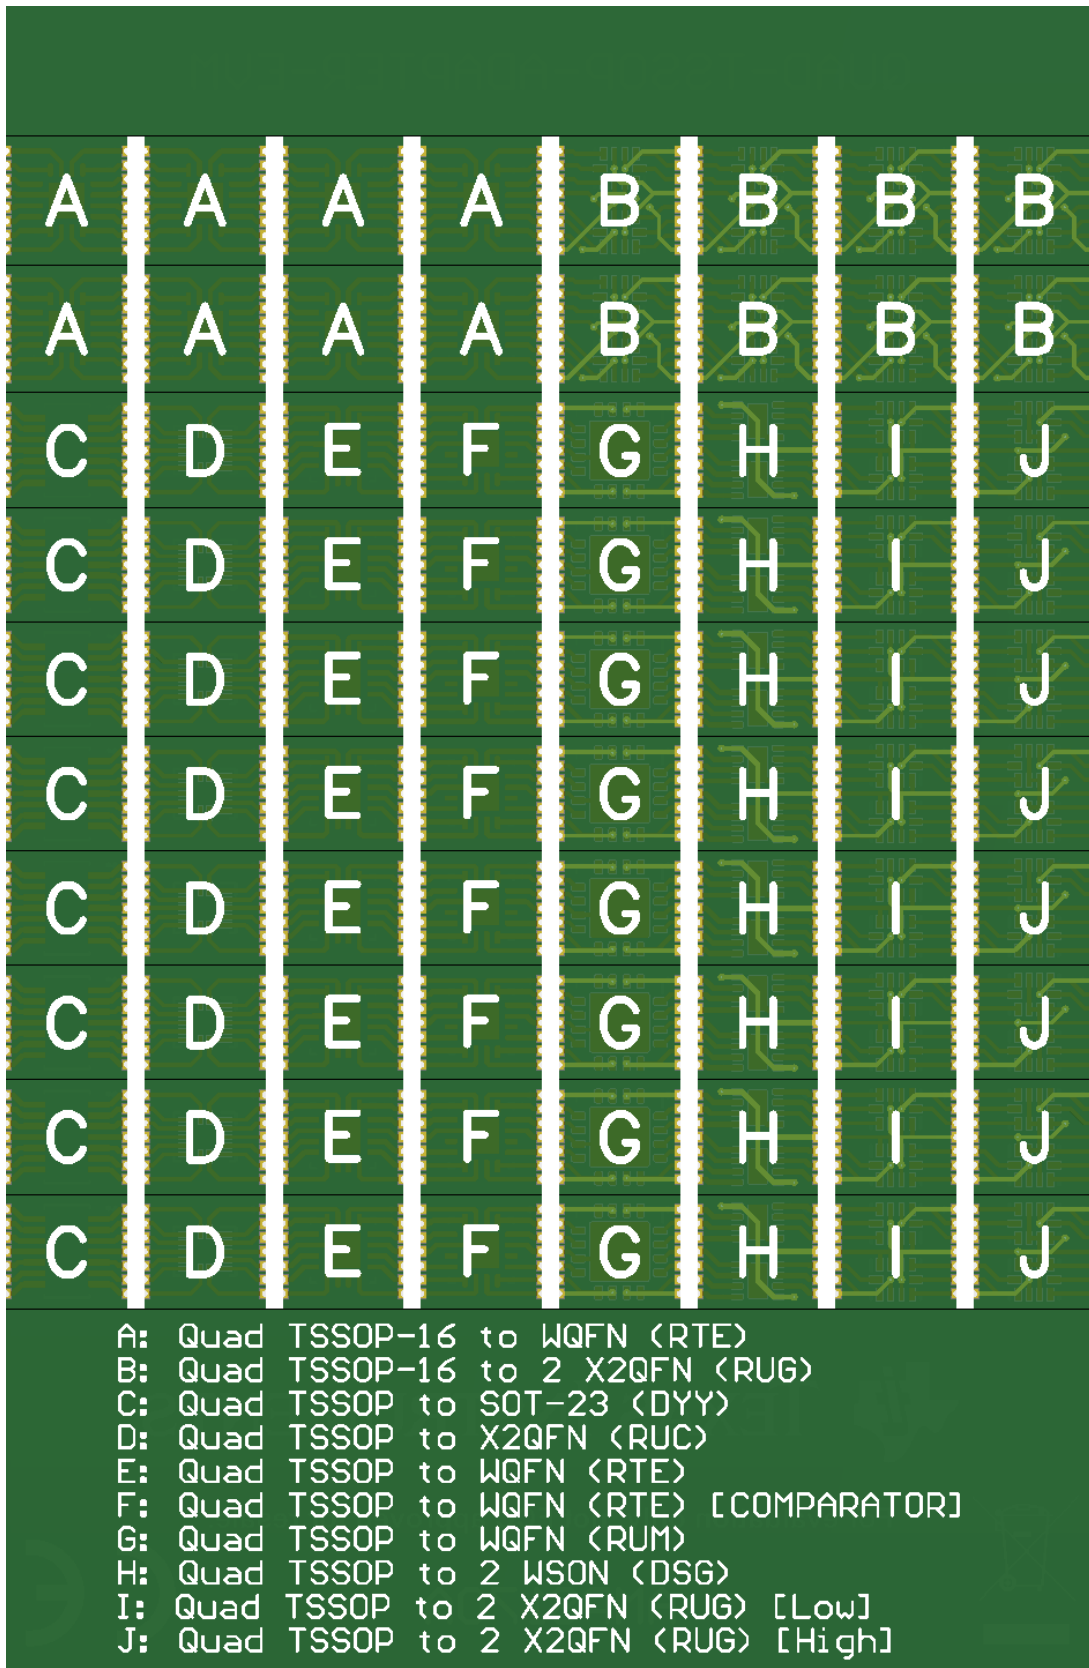 A A A A B B B B
A A A A B B B B
C D E F G H I J
C D E F G H I J
C D E F G H I J
C D E F G H I J
C D E F G H I J
C D E F G H I J
C D E F G H I J
C D E F G H I J
A: Quad TSSOP-16 to WQFN (RTE)
B: Quad TSSOP-16 to 2 X2QFN (RUG)
C: Quad TSSOP to SOT-23 (DYY)
D: Quad TSSOP to X2QFN (RUC)
E: Quad TSSOP to WQFN (RTE)
F: Quad TSSOP to WQFN (RTE) [COMPARATOR]
G: Quad TSSOP to WQFN (RUM)
H: Quad TSSOP to 2 WSON (DSG)
I: Quad TSSOP to 2 X2QFN (RUG) [Low]
J: Quad TSSOP to 2 X2QFN (RUG) [High]